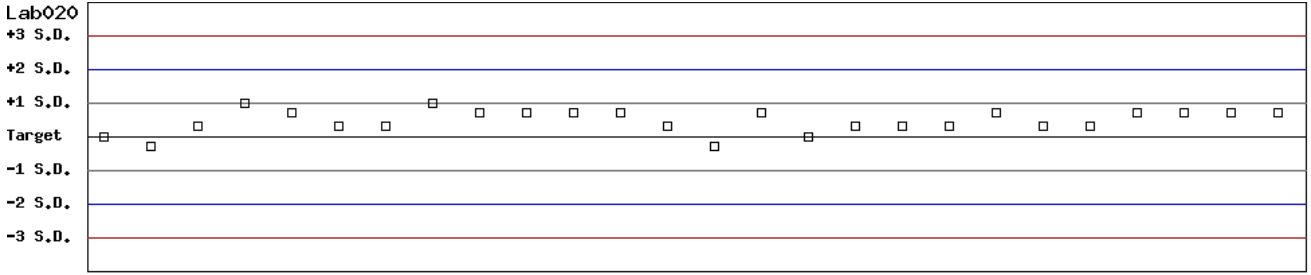 Lab020
+3 S.D.
+2 S.D.
+1 S.D.
Target
-1 S.D.
-2 S.D.
-3 S.D.